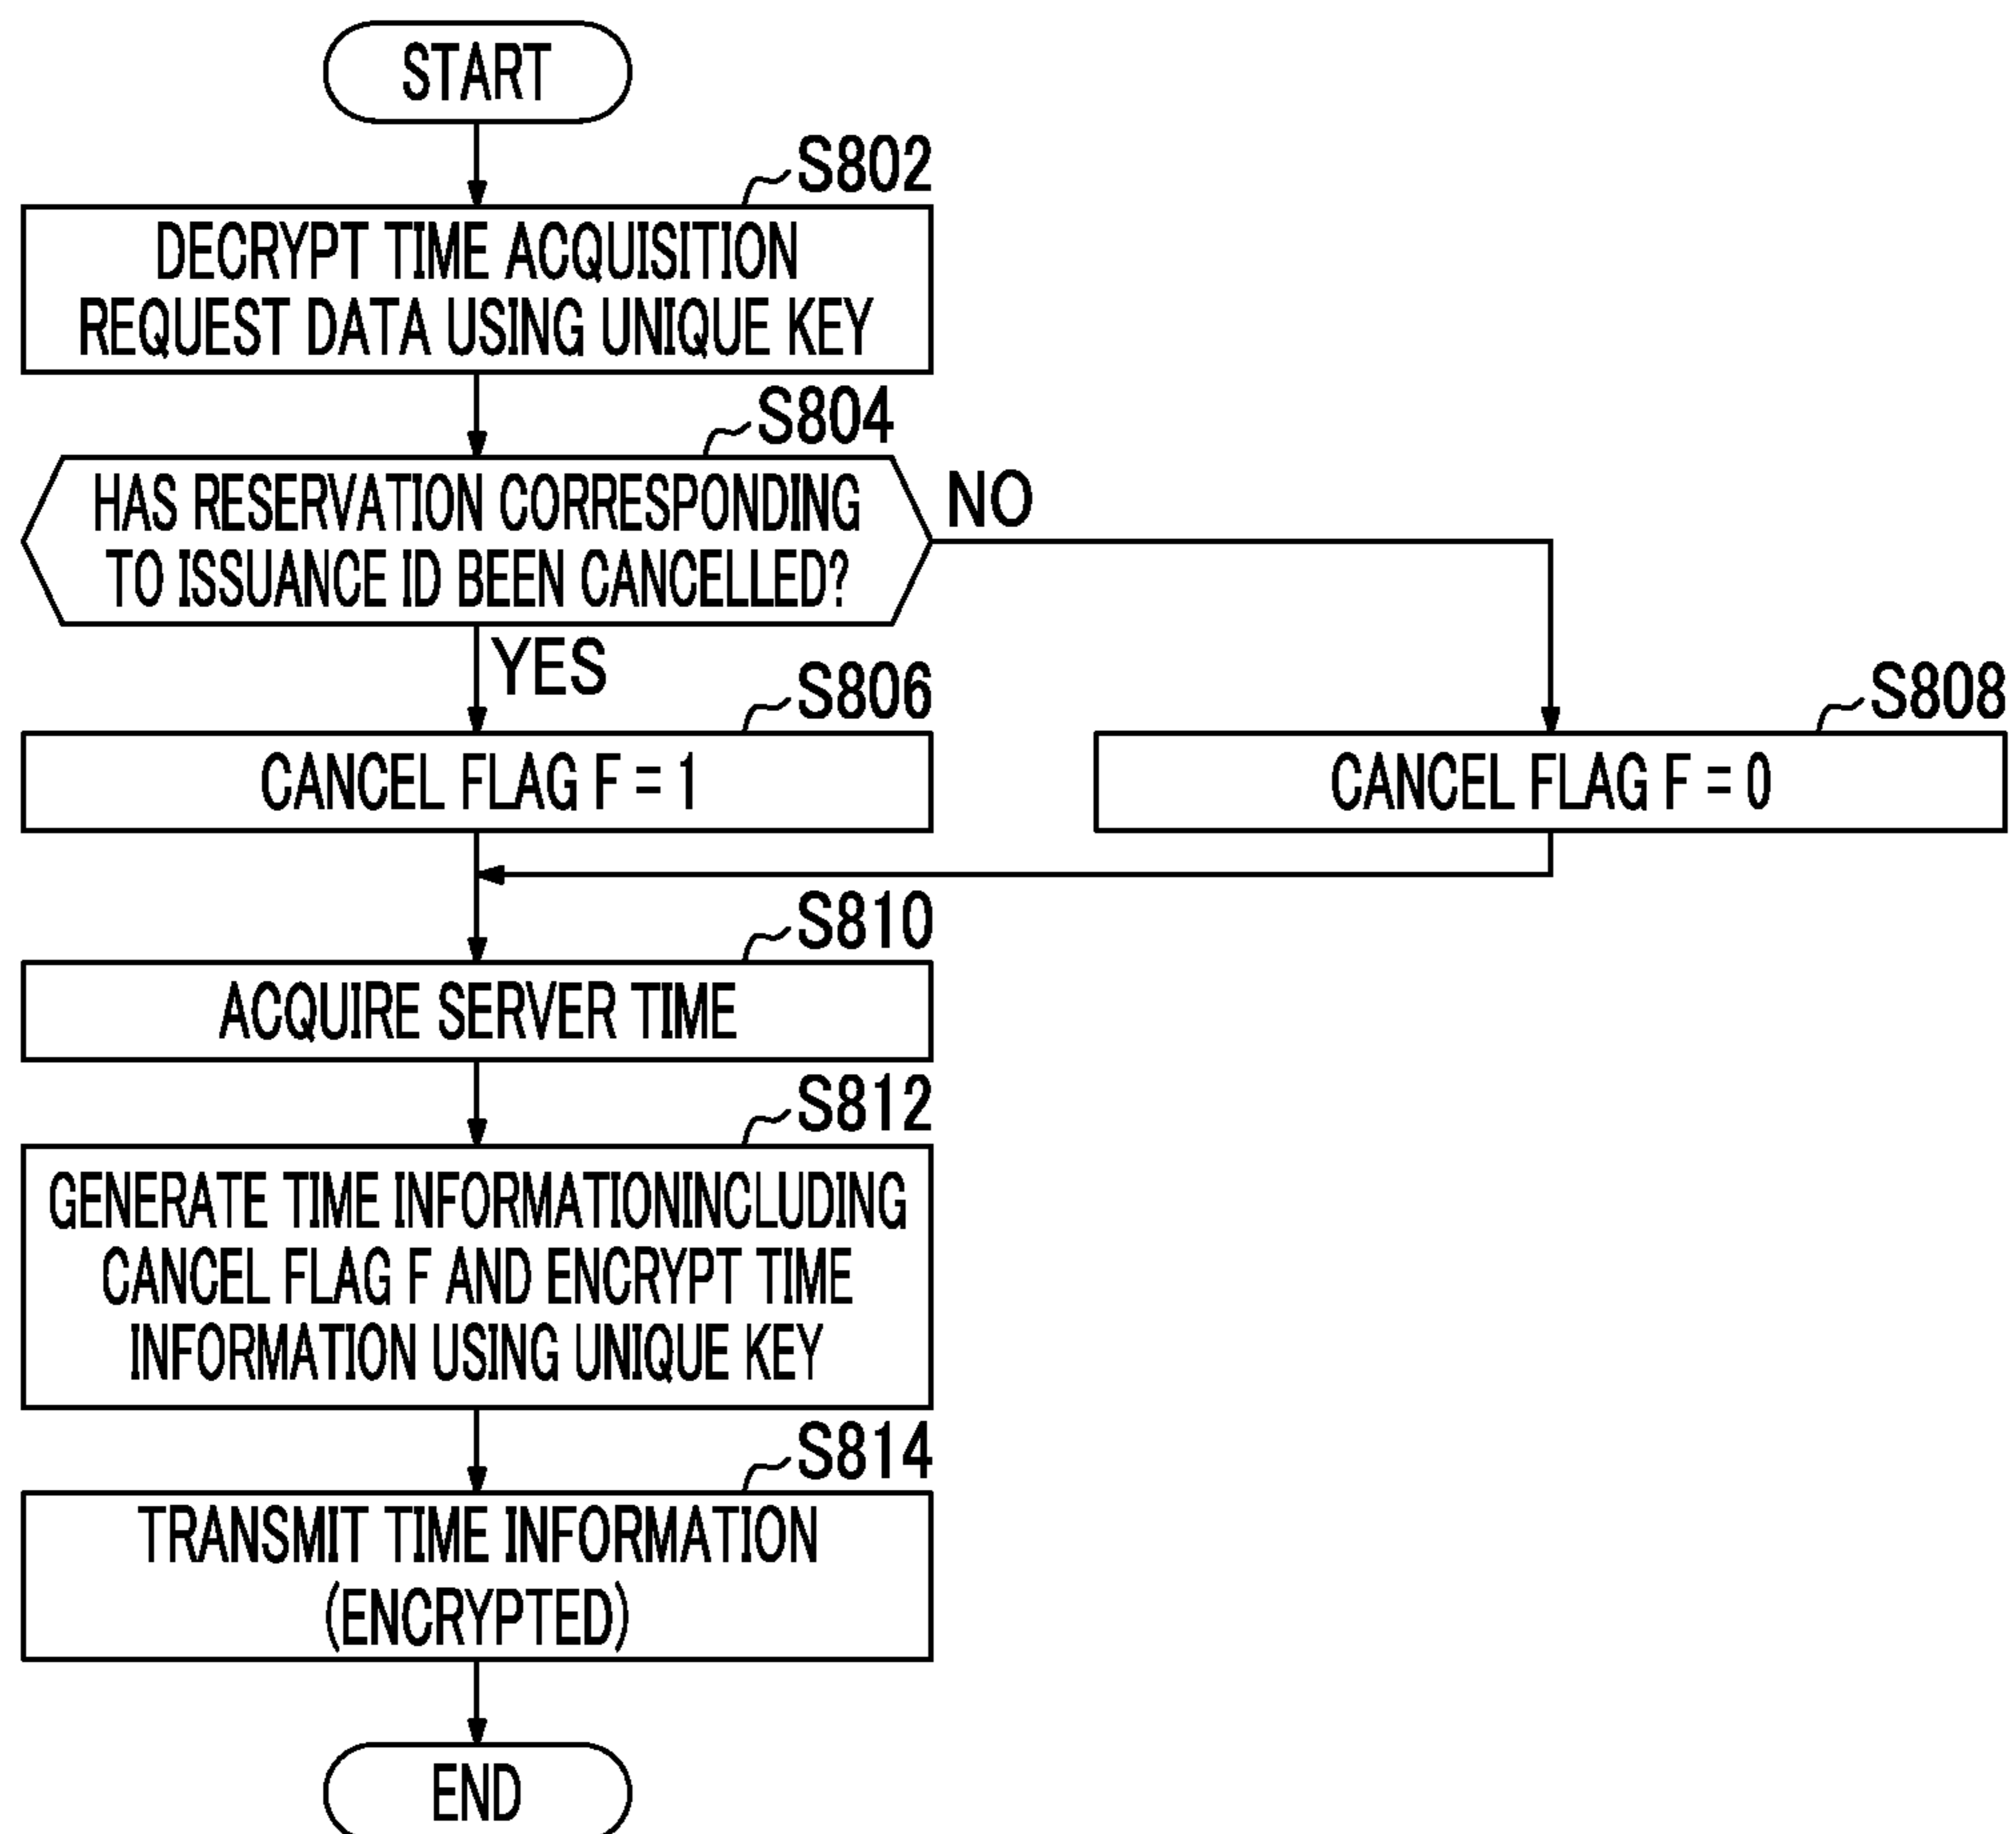 START
S802
DECRYPT TIME ACQUISITION
REQUEST DATA USING UNIQUE KEY
S804
HAS RESERVATION CORRESPONDING
TO ISSUANCE ID BEEN CANCELLED?
NO
YES
S806
CANCEL FLAG F = 1
S808
CANCEL FLAG F = 0
S810
ACQUIRE SERVER TIME
S812
GENERATE TIME INFORMATIONINCLUDING
CANCEL FLAG F AND ENCRYPT TIME
INFORMATION USING UNIQUE KEY
S814
TRANSMIT TIME INFORMATION
(ENCRYPTED)
END